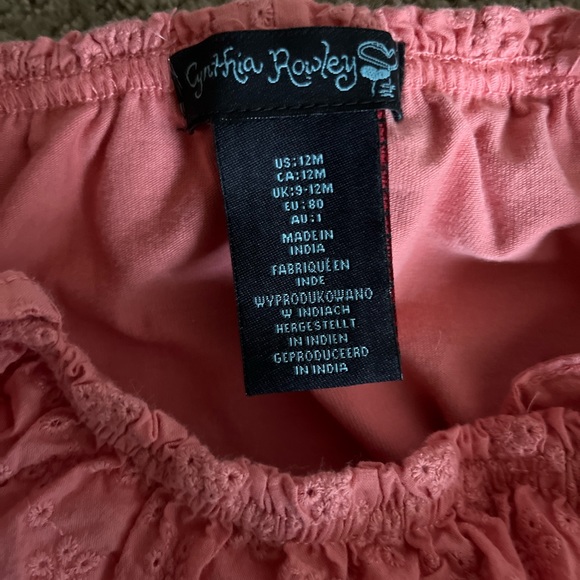 Cynthia Rowley
US:12M
CA:12M
UK:9-12M
EU:80
AU:1
MADE IN
INDIA
FABRIQUÉ EN
INDE
WYPRODUKOWANO
W INDIACH
HERGESTELLT
IN INDIEN
GEPRODUCEERD
IN INDIA